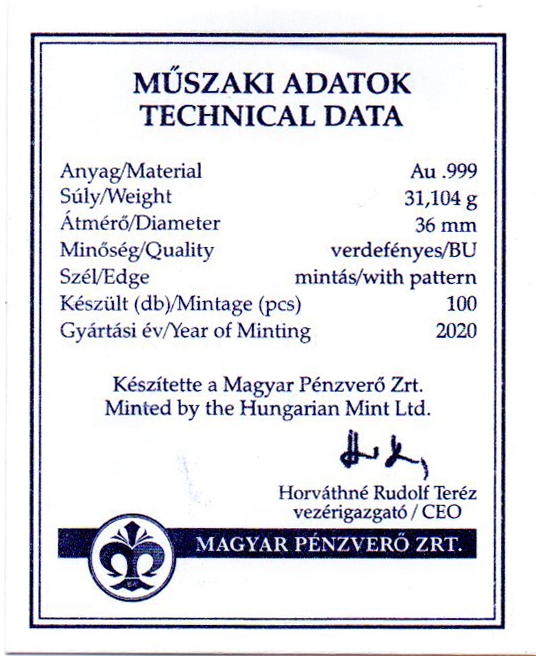 MŰSZAKI ADATOK
TECHNICAL DATA
Anyag/Material Au .999
Súly/Weight 31,104 g
Átmérő/Diameter 36 mm
Minőség/Quality verdefényes/BU
Szél/Edge mintás/with pattern
Készült (db)/Mintage (pcs) 100
Gyártási év/Year of Minting 2020
Készítette a Magyar Pénzverő Zrt.
Minted by the Hungarian Mint Ltd.
Horváthné Rudolf Teréz
vezérigazgató / CEO
MAGYAR PÉNZVERŐ ZRT.